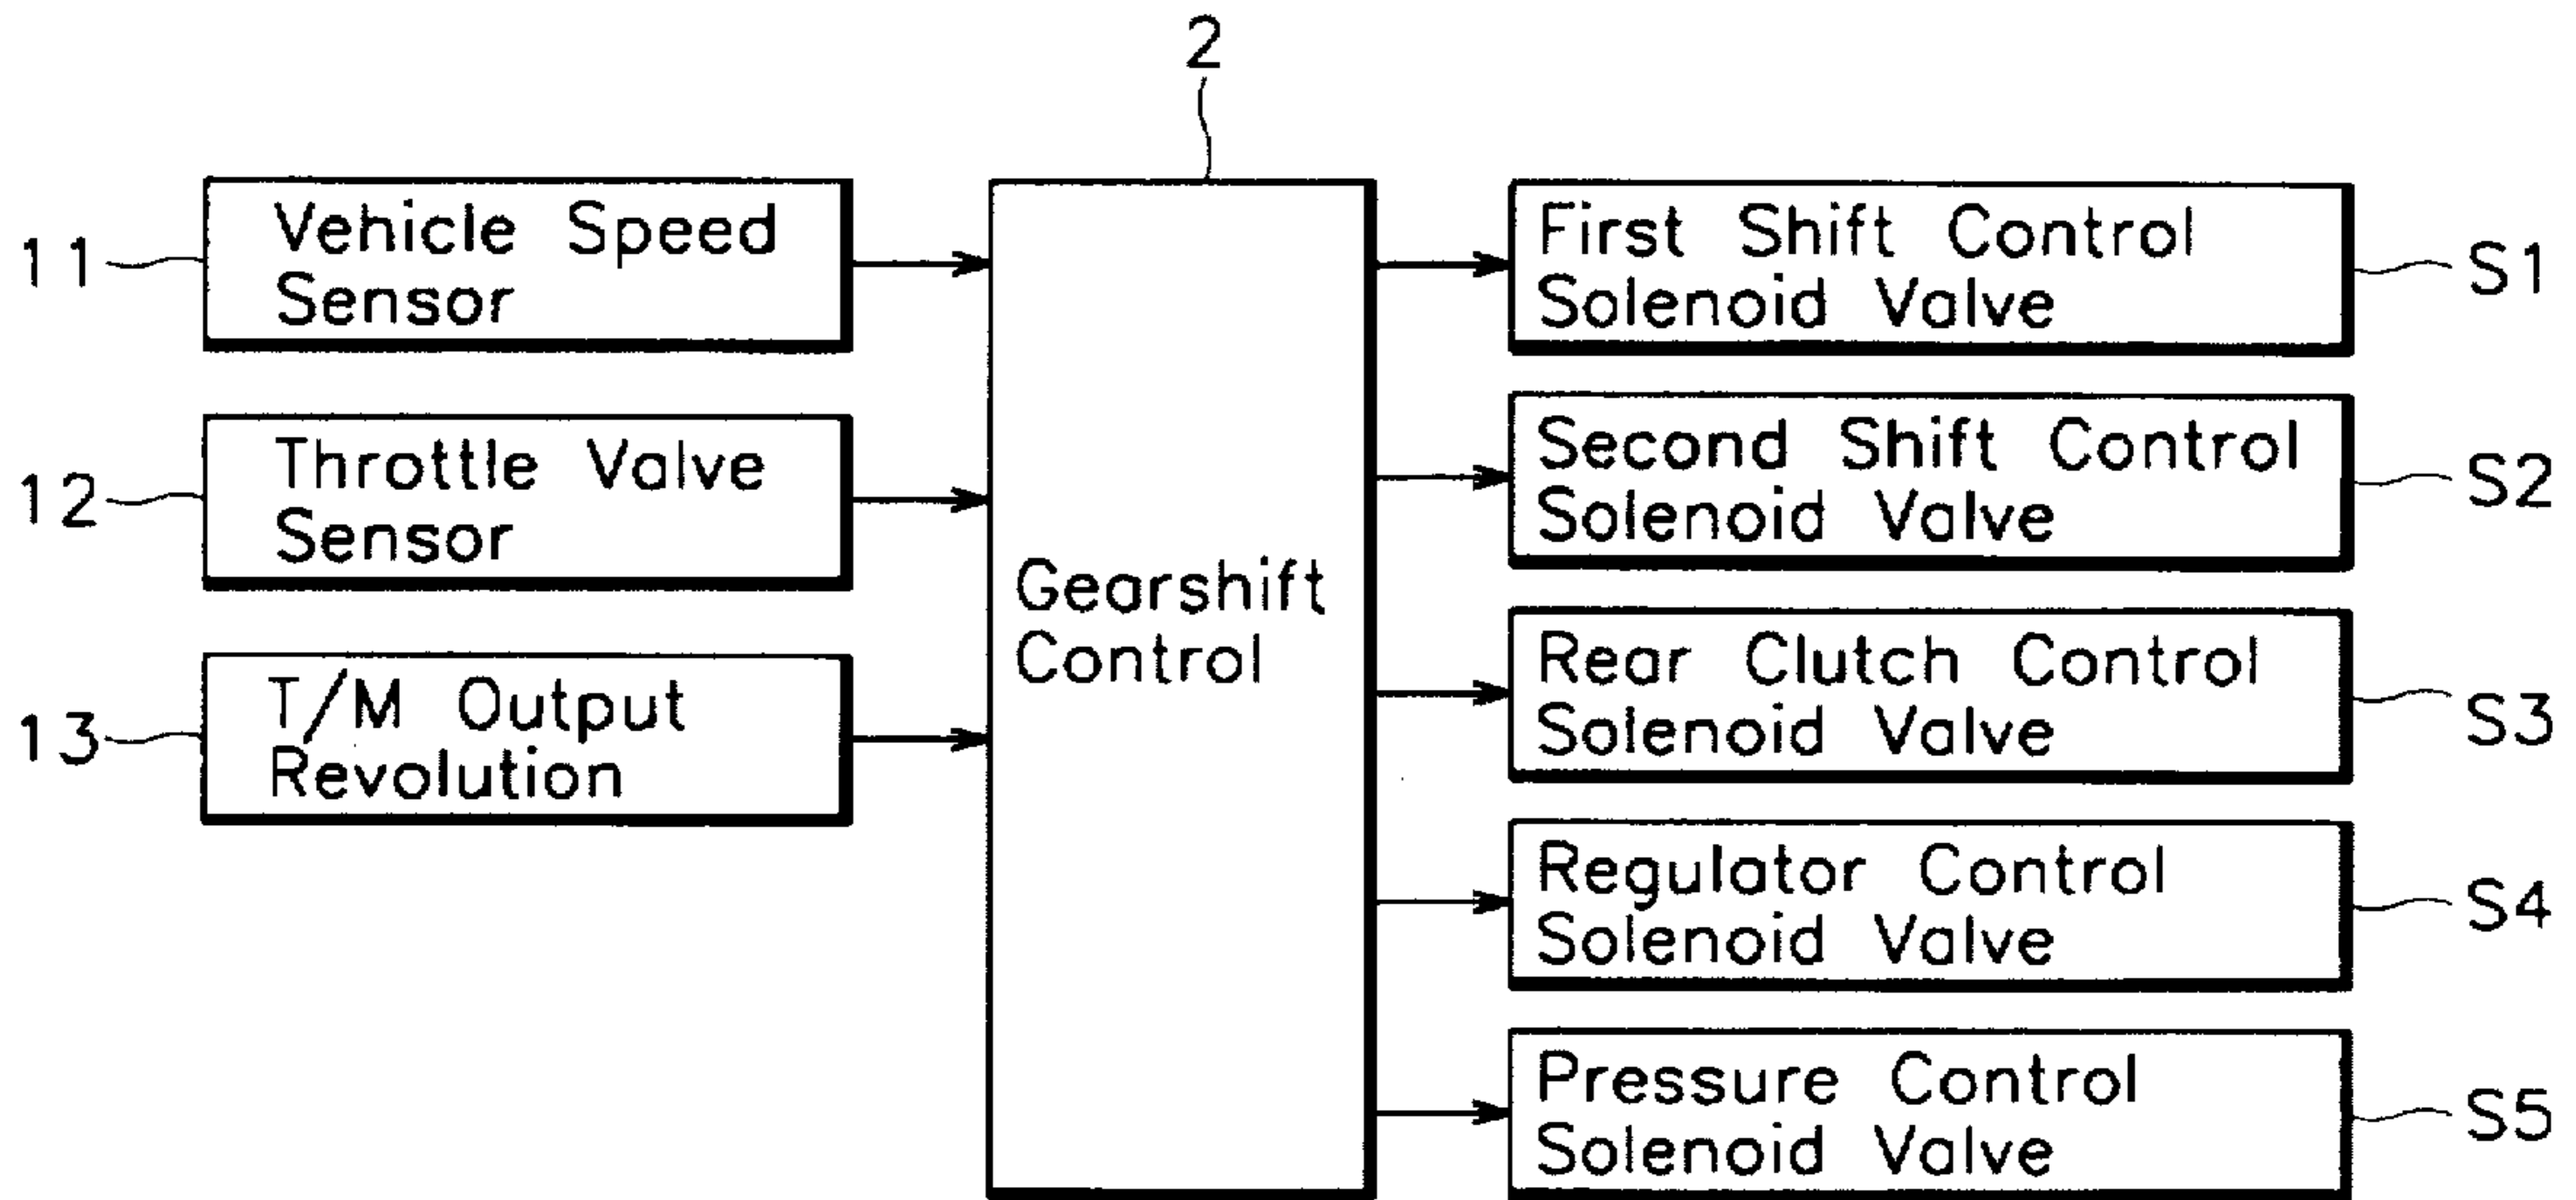 2
11
Vehicle Speed
Sensor
12
Throttle Valve
Sensor
13
T/M Output
Revolution
Gearshift
Control
First Shift Control
Solenoid Valve
S1
Second Shift Control
Solenoid Valve
S2
Rear Clutch Control
Solenoid Valve
S3
Regulator Control
Solenoid Valve
S4
Pressure Control
Solenoid Valve
S5